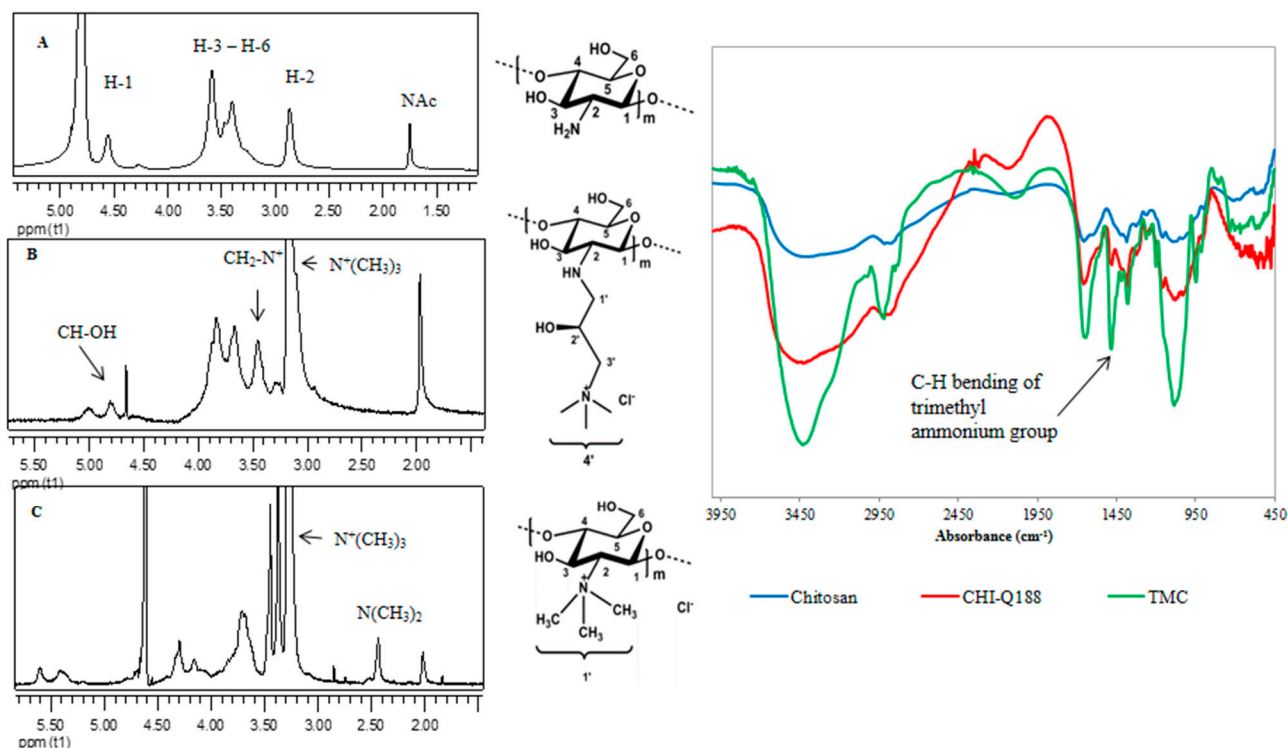 A
H-1
H-3 – H-6
H-2
NAc
5.00 4.50 4.00 3.50 3.00 2.50 2.00 1.50
ppm (t1)
B
CH-OH
CH2-N+
N+(CH3)3
5.50 5.00 4.50 4.00 3.50 3.00 2.50 2.00
ppm (t1)
C
N+(CH3)3
N(CH3)2
5.50 5.00 4.50 4.00 3.50 3.00 2.50 2.00
ppm (t1)
HO 6
4 5 O
O
HO 3 2 1 O
H2N m
HO 6
4 5 O
O
HO 3 2 1 O
HN m
1'
HO 2'
3'
N+ Cl-
4'
HO 6
4 5 O
O
HO 3 2 1 O
m
N+
H3C CH3 Cl-
CH3
1'
C-H bending of
trimethyl
ammonium group
3950 3450 2950 2450 1950 1450 950 450
Absorbance (cm-1)
Chitosan CHI-Q188 TMC